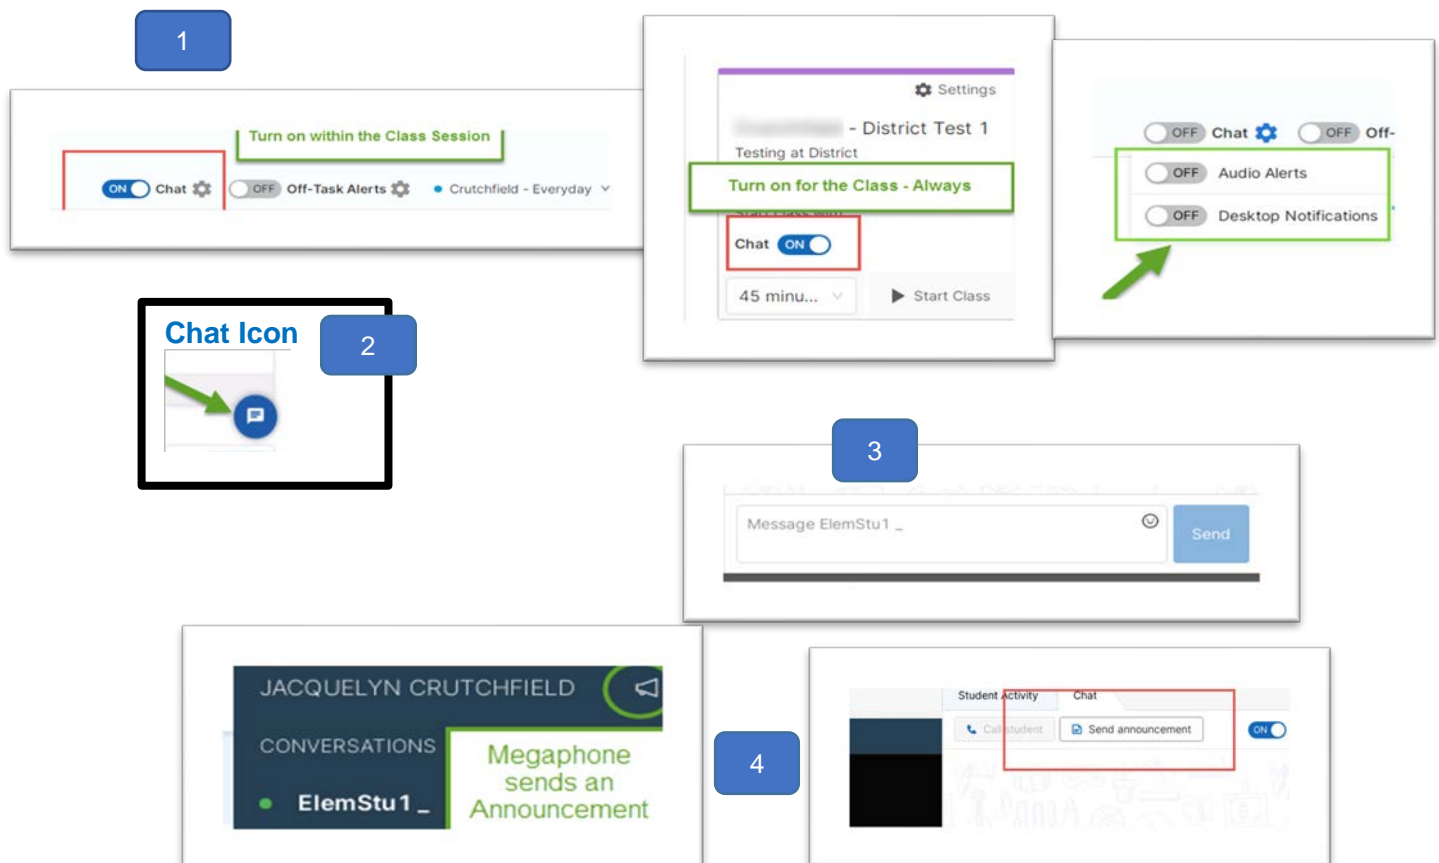 1
Turn on within the Class Session
ON Chat OFF Off-Task Alerts • Crutchfield - Everyday
Settings
- District Test 1
Testing at District
Turn on for the Class - Always
Chat ON
45 minu...
Start Class
OFF Chat OFF Off-
OFF Audio Alerts
OFF Desktop Notifications
Chat Icon
2
3
Message ElemStu1 _
Send
JACQUELYN CRUTCHFIELD
CONVERSATIONS
• ElemStu1 _
Megaphone
sends an
Announcement
4
Student Activity Chat
Call student Send announcement ON